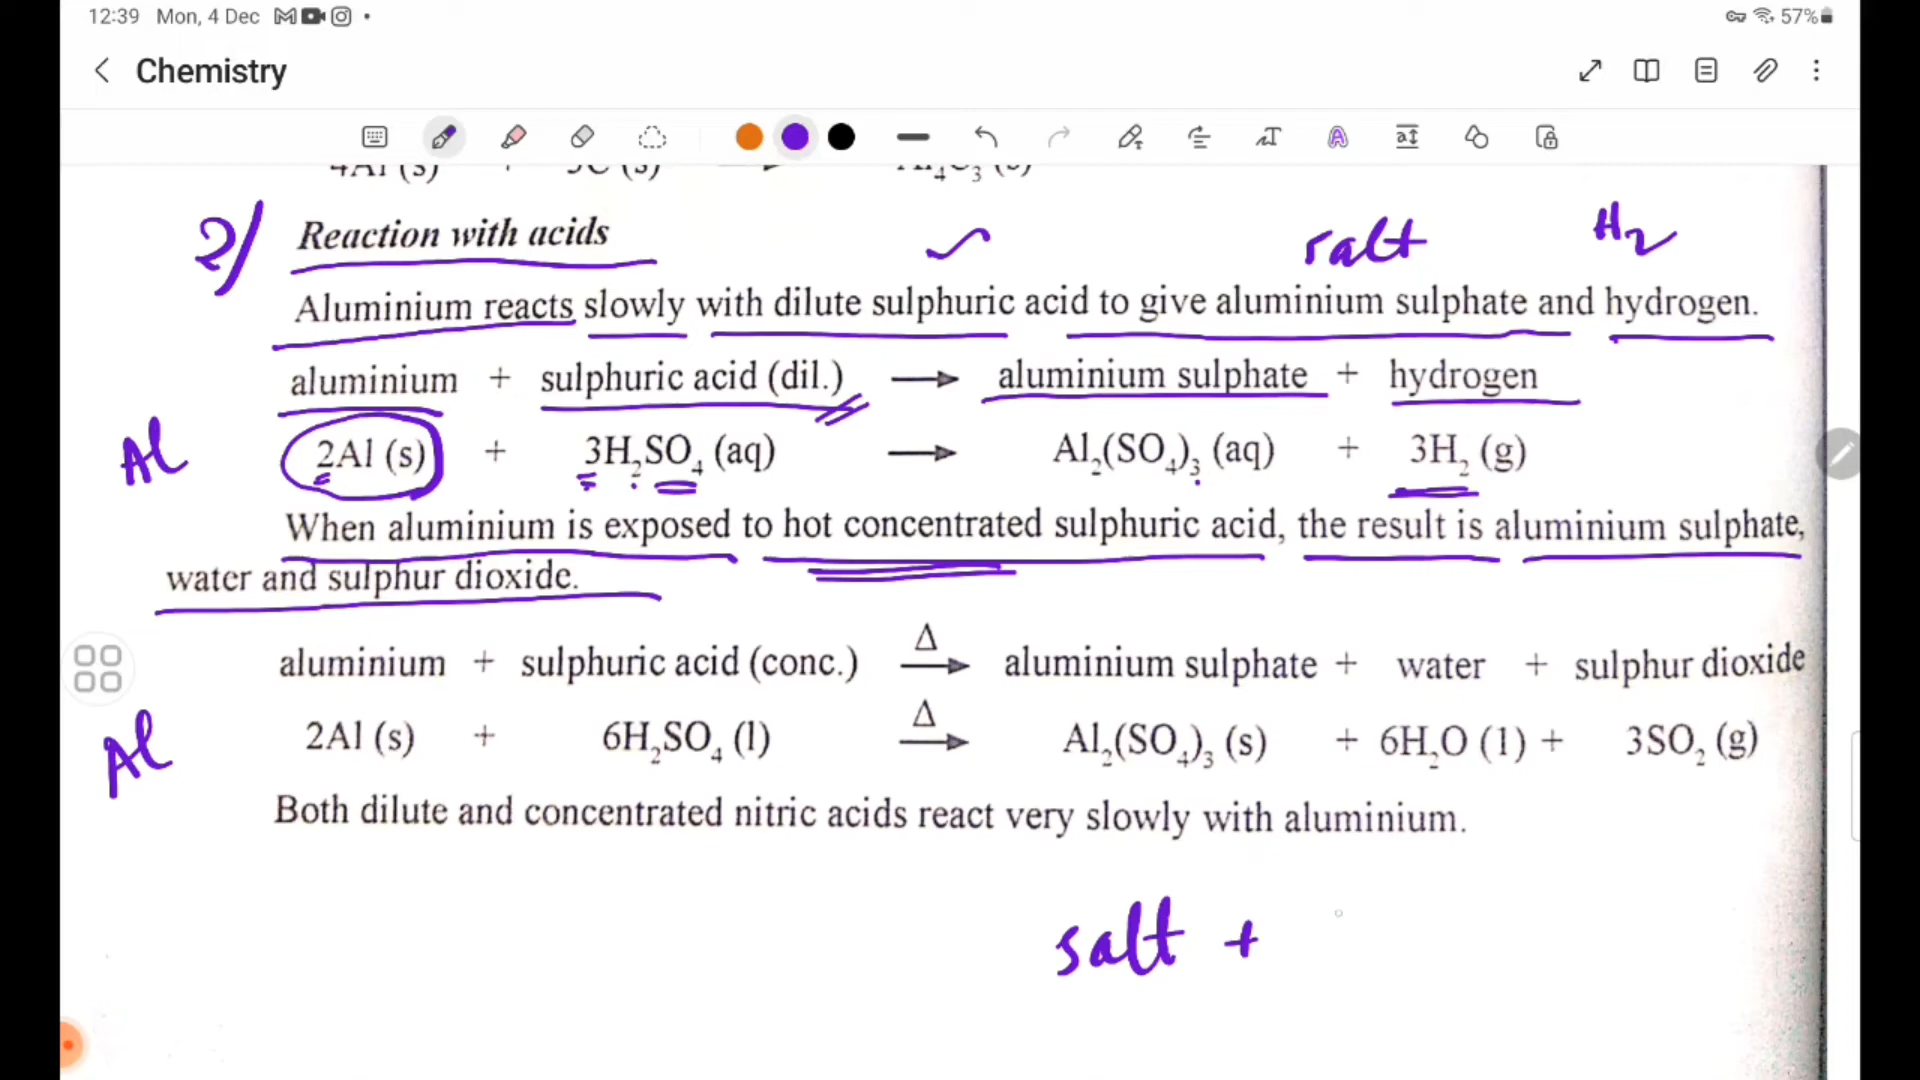 12:39 Mon, 4 Dec 57%
Chemistry
4Al (s) + 3C (s) → Al₄C₃ (s)
2) Reaction with acids salt H₂
Aluminium reacts slowly with dilute sulphuric acid to give aluminium sulphate and hydrogen.
aluminium + sulphuric acid (dil.) → aluminium sulphate + hydrogen
Al 2Al (s) + 3H₂SO₄ (aq) → Al₂(SO₄)₃ (aq) + 3H₂ (g)
When aluminium is exposed to hot concentrated sulphuric acid, the result is aluminium sulphate,
water and sulphur dioxide.
aluminium + sulphuric acid (conc.) Δ→ aluminium sulphate + water + sulphur dioxide
Al 2Al (s) + 6H₂SO₄ (l) Δ→ Al₂(SO₄)₃ (s) + 6H₂O (l) + 3SO₂ (g)
Both dilute and concentrated nitric acids react very slowly with aluminium.
salt +